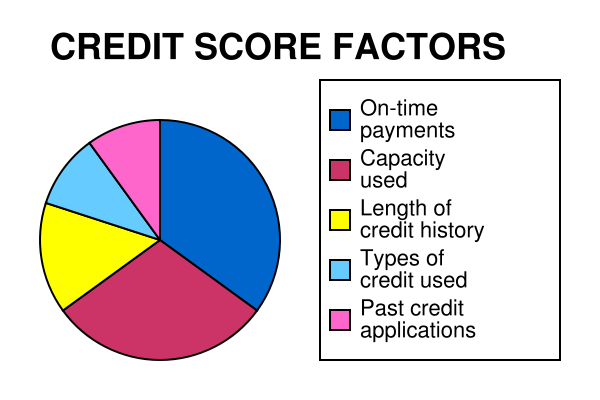 CREDIT SCORE FACTORS
On-time
payments
Capacity
used
Length of
credit history
Types of
credit used
Past credit
applications